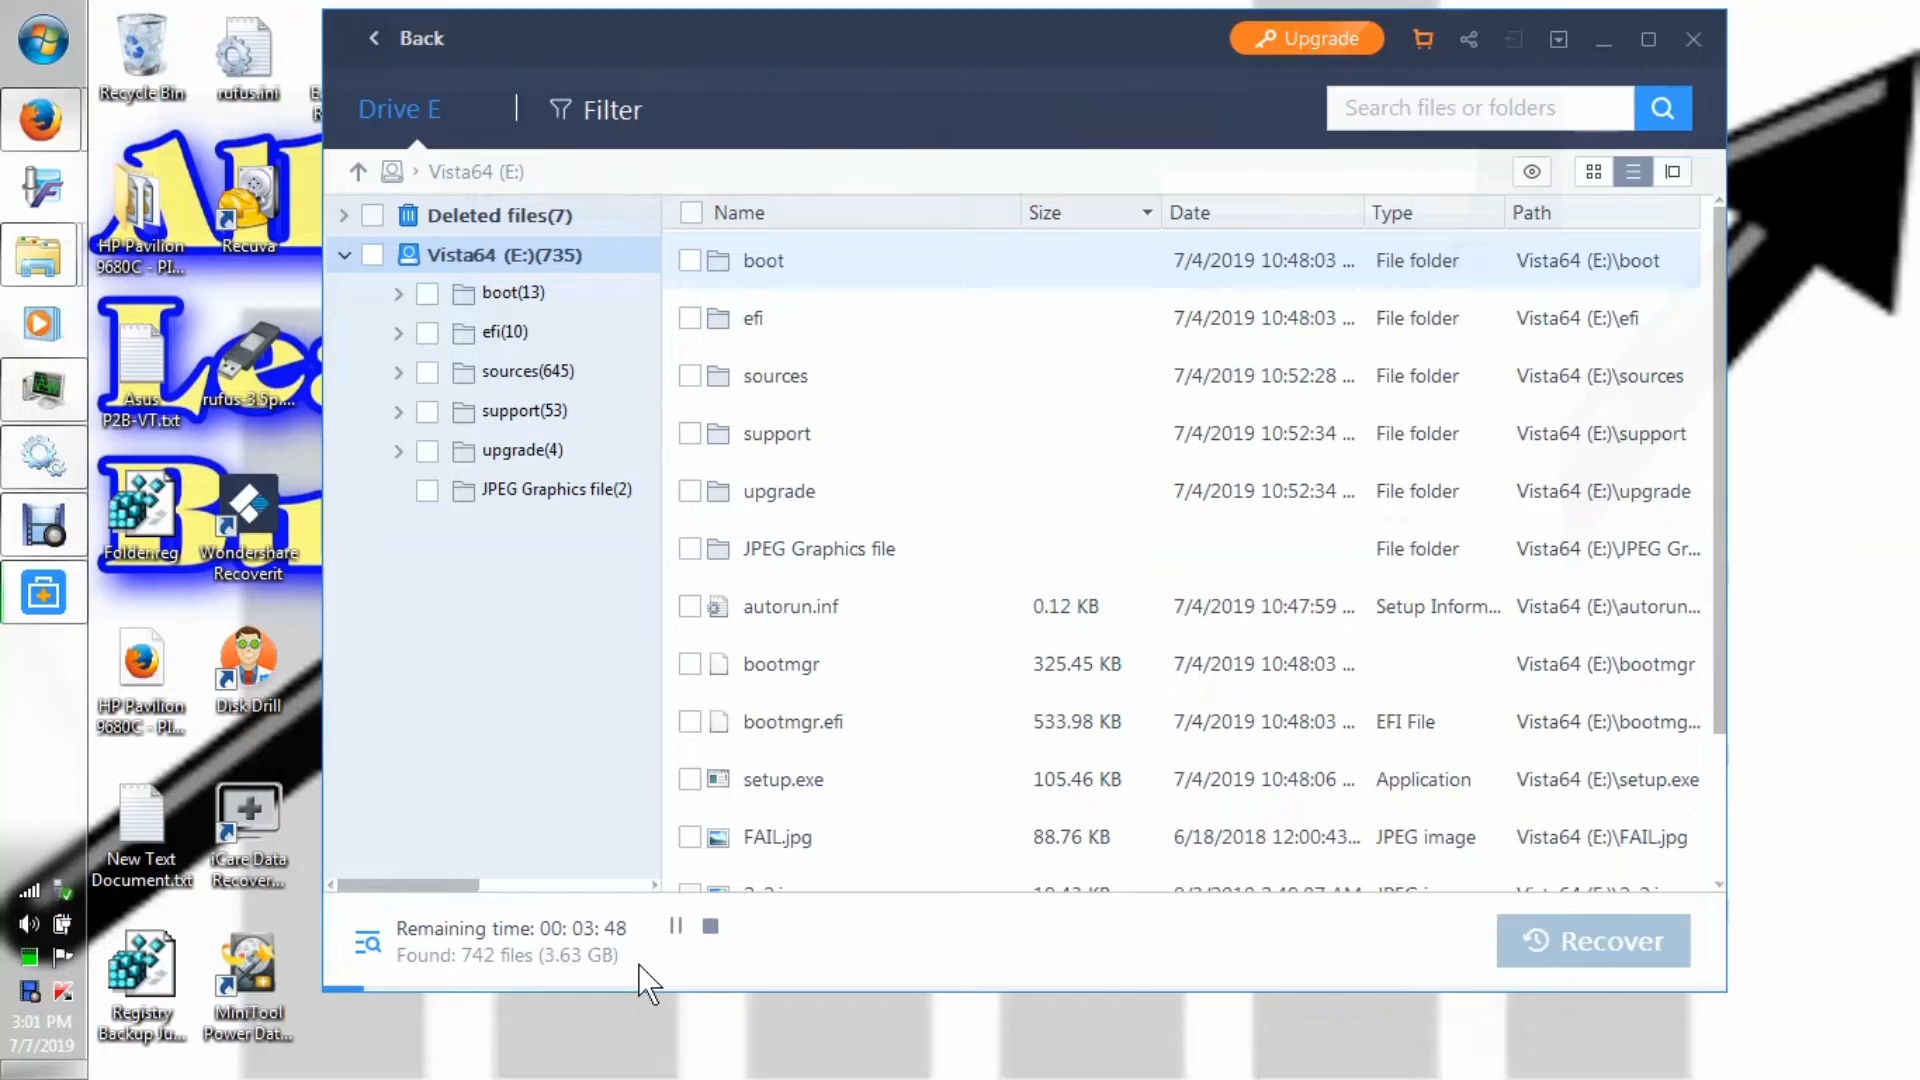 Recycle Bin
rufus.ini
HP Pavilion
9680C - PI...
Recuva
Asus
P2B-VT.txt
rufus-3.5p....
Folderreg
Wondershare
Recoverit
HP Pavilion
9680C - PI...
Disk Drill
New Text
Document.txt
iCare Data
Recover...
Registry
Backup Ju...
MiniTool
Power Dat...
3:01 PM
7/7/2019
Back
Upgrade
Drive E
Filter
Search files or folders
Vista64 (E:)
Deleted files(7)
Vista64 (E:)(735)
boot(13)
efi(10)
sources(645)
support(53)
upgrade(4)
JPEG Graphics file(2)
Name Size Date Type Path
boot 7/4/2019 10:48:03 ... File folder Vista64 (E:)\boot
efi 7/4/2019 10:48:03 ... File folder Vista64 (E:)\efi
sources 7/4/2019 10:52:28 ... File folder Vista64 (E:)\sources
support 7/4/2019 10:52:34 ... File folder Vista64 (E:)\support
upgrade 7/4/2019 10:52:34 ... File folder Vista64 (E:)\upgrade
JPEG Graphics file File folder Vista64 (E:)\JPEG Gr...
autorun.inf 0.12 KB 7/4/2019 10:47:59 ... Setup Inform... Vista64 (E:)\autorun...
bootmgr 325.45 KB 7/4/2019 10:48:03 ... Vista64 (E:)\bootmgr
bootmgr.efi 533.98 KB 7/4/2019 10:48:03 ... EFI File Vista64 (E:)\bootmg...
setup.exe 105.46 KB 7/4/2019 10:48:06 ... Application Vista64 (E:)\setup.exe
FAIL.jpg 88.76 KB 6/18/2018 12:00:43... JPEG image Vista64 (E:)\FAIL.jpg
Remaining time: 00: 03: 48
Found: 742 files (3.63 GB)
Recover